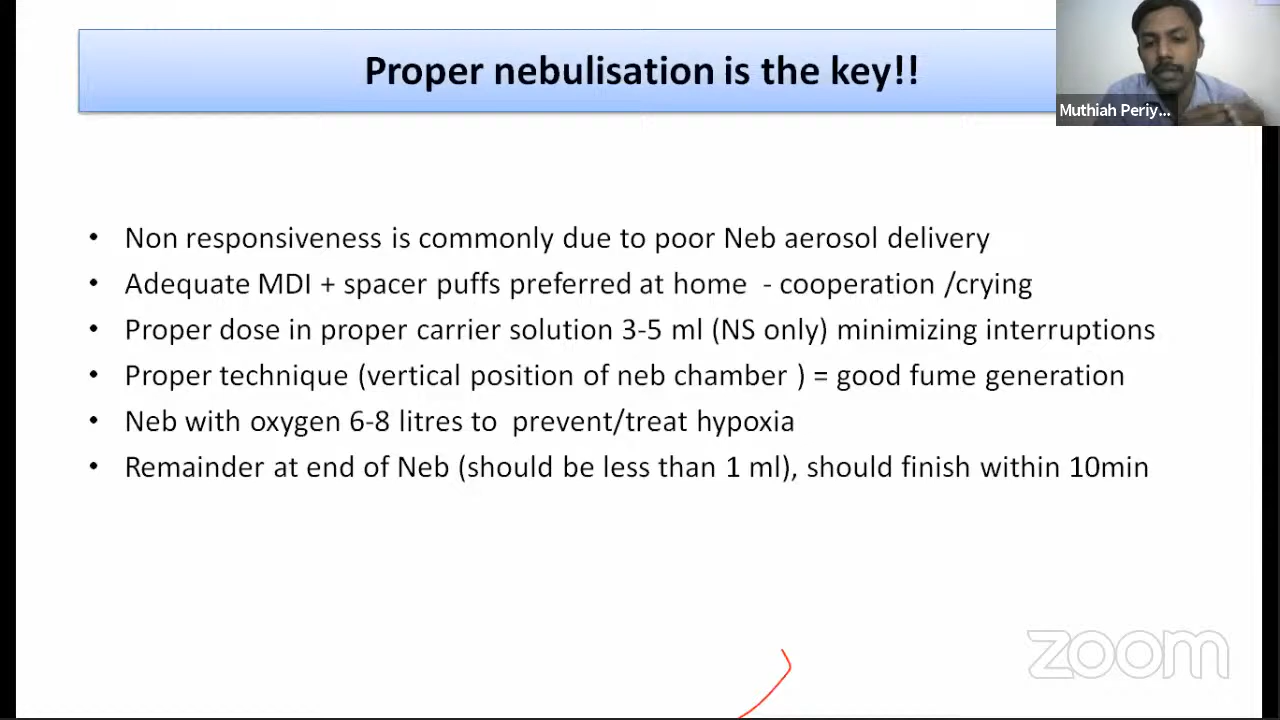 Proper nebulisation is the key!!
Muthiah Periy...
• Non responsiveness is commonly due to poor Neb aerosol delivery
• Adequate MDI + spacer puffs preferred at home - cooperation /crying
• Proper dose in proper carrier solution 3-5 ml (NS only) minimizing interruptions
• Proper technique (vertical position of neb chamber ) = good fume generation
• Neb with oxygen 6-8 litres to prevent/treat hypoxia
• Remainder at end of Neb (should be less than 1 ml), should finish within 10min
zoom